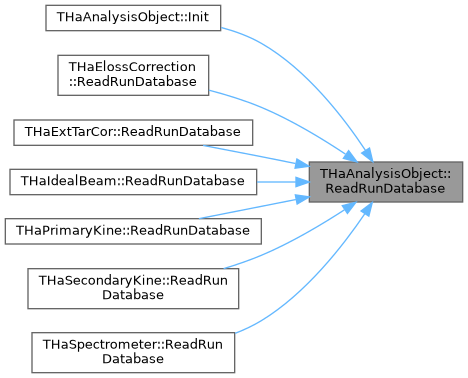 THaAnalysisObject::Init
THaElossCorrection
::ReadRunDatabase
THaExtTarCor::ReadRunDatabase
THaAnalysisObject::
ReadRunDatabase
THaIdealBeam::ReadRunDatabase
THaPrimaryKine::ReadRunDatabase
THaSecondaryKine::ReadRun
Database
THaSpectrometer::ReadRun
Database